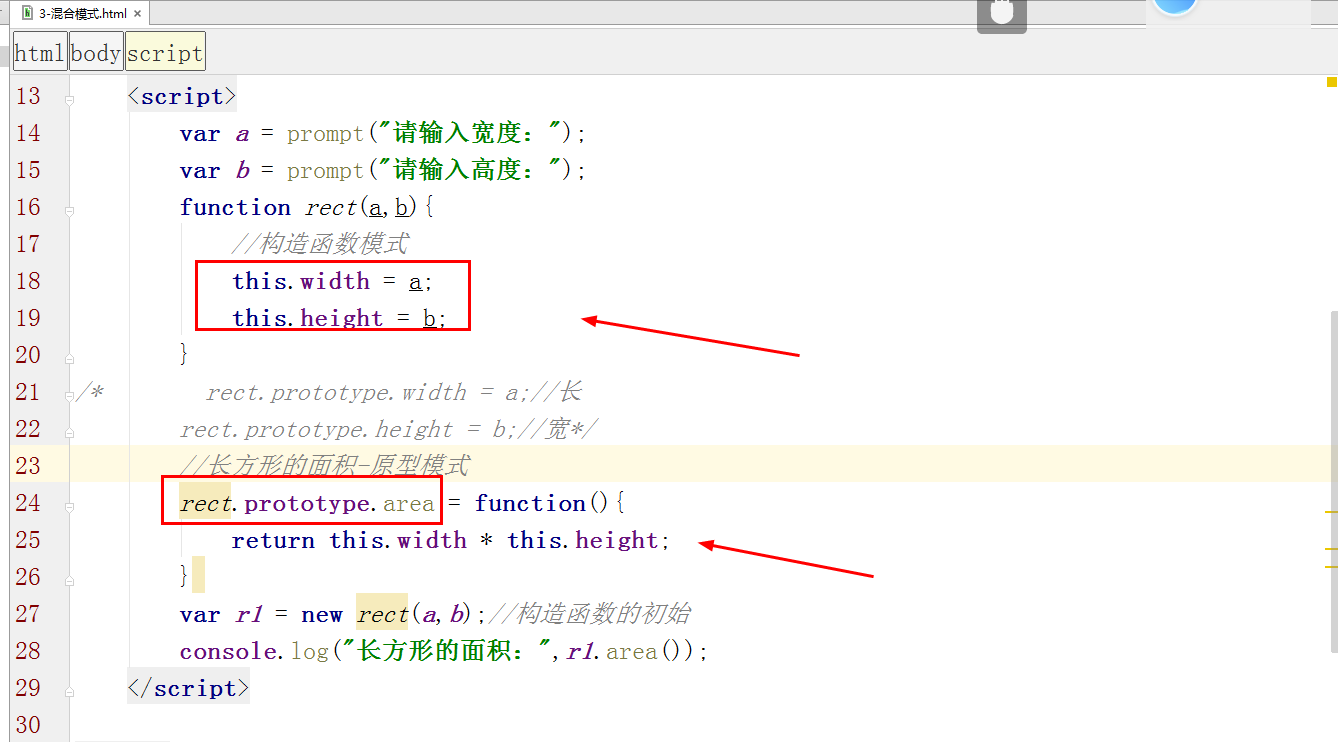 3-混合模式.html ×
html body script
13 <script>
14 var a = prompt("请输入宽度：");
15 var b = prompt("请输入高度：");
16 function rect(a,b){
17 //构造函数模式
18 this.width = a;
19 this.height = b;
20 }
21 /* rect.prototype.width = a;//长
22 rect.prototype.height = b;//宽*/
23 //长方形的面积-原型模式
24 rect.prototype.area = function(){
25 return this.width * this.height;
26 }
27 var r1 = new rect(a,b);//构造函数的初始
28 console.log("长方形的面积：",r1.area());
29 </script>
30